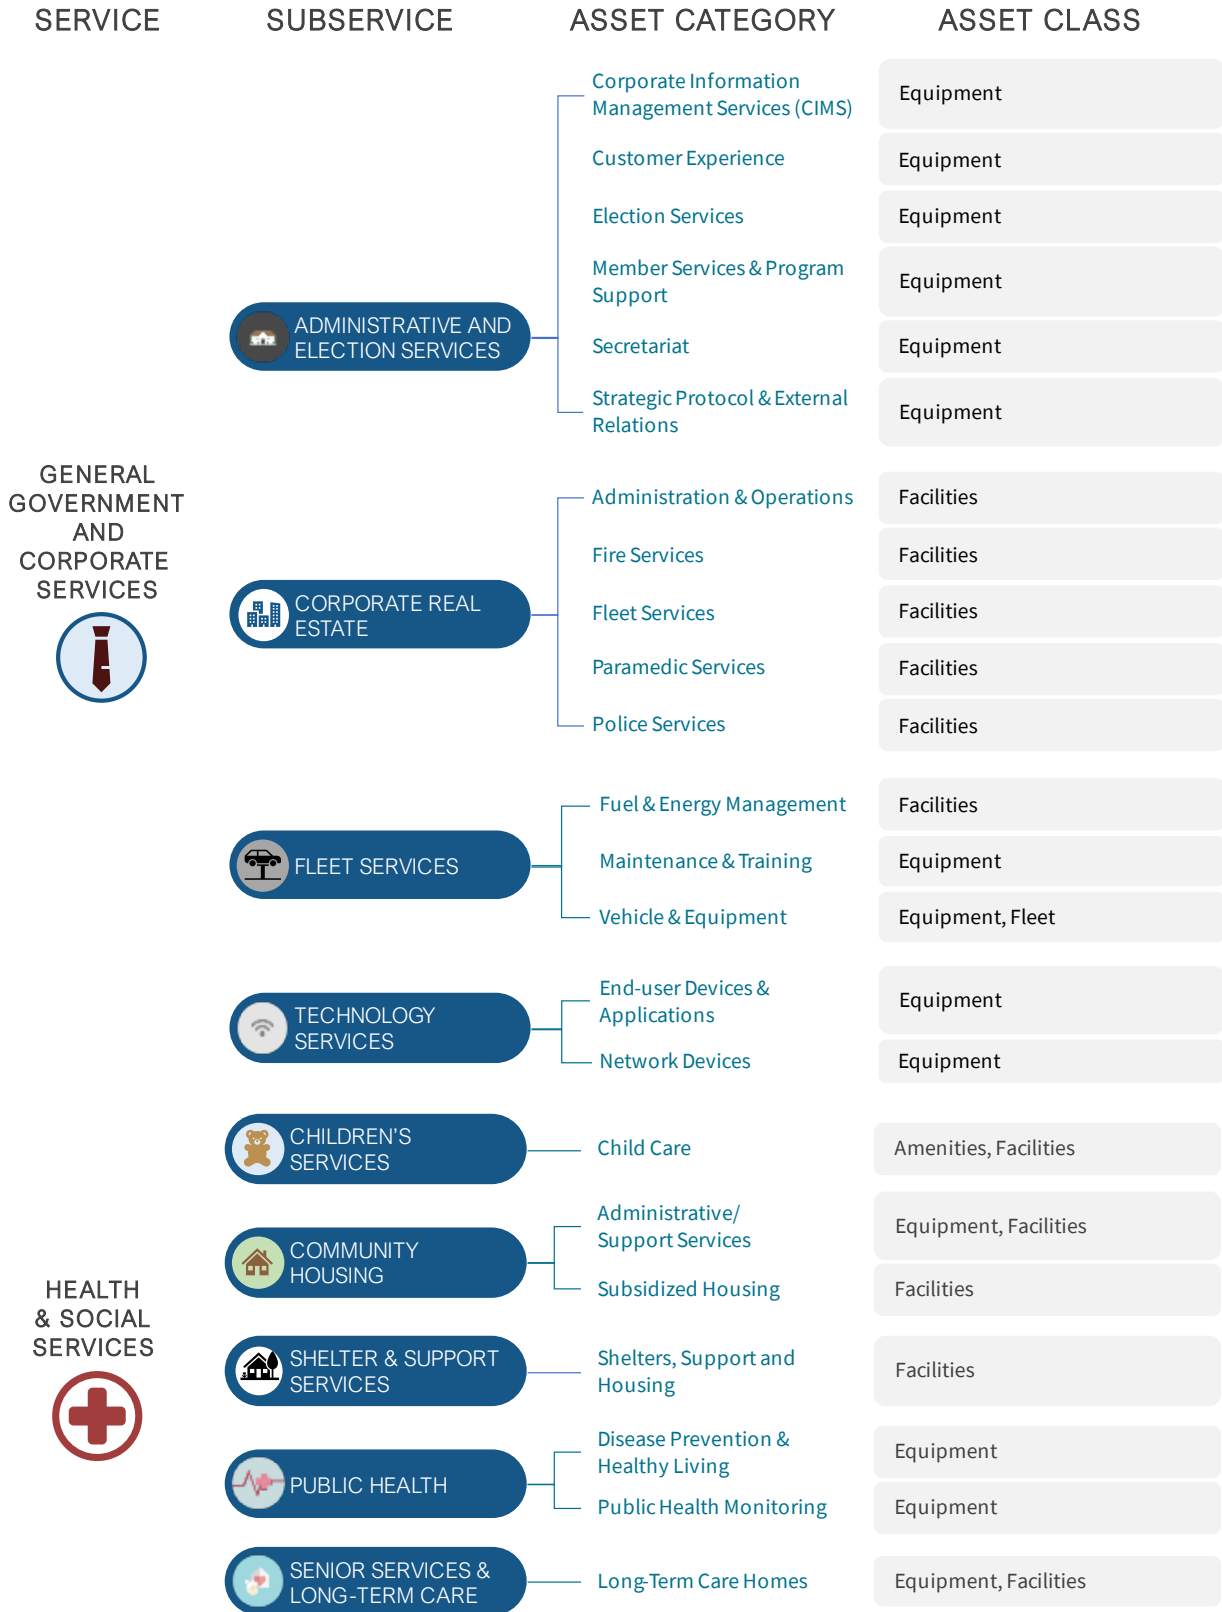 SERVICE SUBSERVICE ASSET CATEGORY ASSET CLASS
GENERAL
GOVERNMENT
AND
CORPORATE
SERVICES
ADMINISTRATIVE AND
ELECTION SERVICES
Corporate Information
Management Services (CIMS)
Equipment
Customer Experience
Equipment
Election Services
Equipment
Member Services & Program
Support
Equipment
Secretariat
Equipment
Strategic Protocol & External
Relations
Equipment
CORPORATE REAL
ESTATE
Administration & Operations
Facilities
Fire Services
Facilities
Fleet Services
Facilities
Paramedic Services
Facilities
Police Services
Facilities
FLEET SERVICES
Fuel & Energy Management
Facilities
Maintenance & Training
Equipment
Vehicle & Equipment
Equipment, Fleet
TECHNOLOGY
SERVICES
End-user Devices &
Applications
Equipment
Network Devices
Equipment
HEALTH
& SOCIAL
SERVICES
CHILDREN'S
SERVICES
Child Care
Amenities, Facilities
COMMUNITY
HOUSING
Administrative/
Support Services
Equipment, Facilities
Subsidized Housing
Facilities
SHELTER & SUPPORT
SERVICES
Shelters, Support and
Housing
Facilities
PUBLIC HEALTH
Disease Prevention &
Healthy Living
Equipment
Public Health Monitoring
Equipment
SENIOR SERVICES &
LONG-TERM CARE
Long-Term Care Homes
Equipment, Facilities